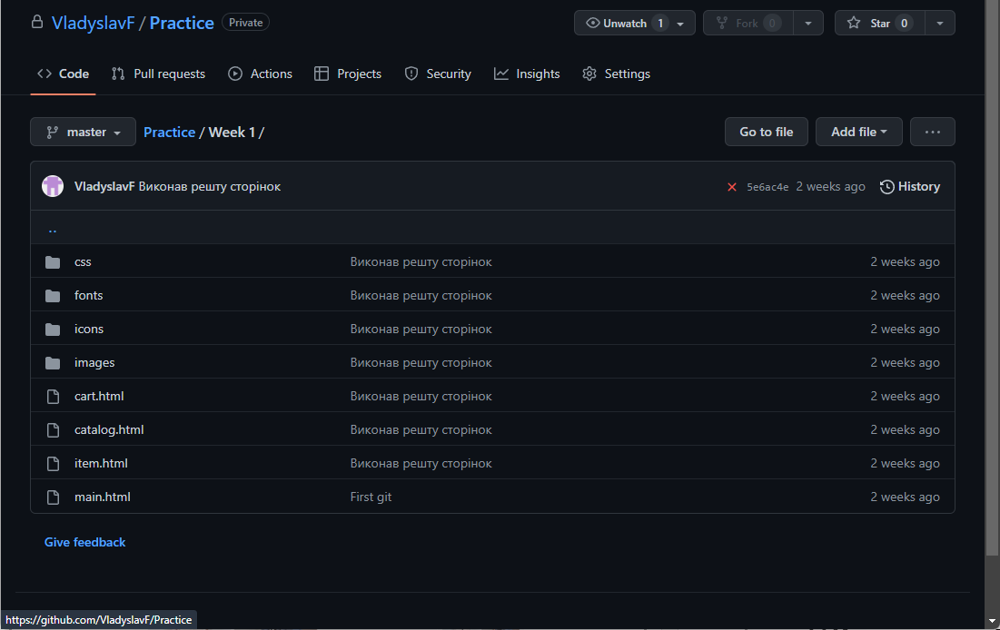 VladyslavF / Practice Private Unwatch 1 Fork 0 Star 0
Code Pull requests Actions Projects Security Insights Settings
master Practice / Week 1 / Go to file Add file ...
VladyslavF Виконав решту сторінок 5e6ac4e 2 weeks ago History
..
css Виконав решту сторінок 2 weeks ago
fonts Виконав решту сторінок 2 weeks ago
icons Виконав решту сторінок 2 weeks ago
images Виконав решту сторінок 2 weeks ago
cart.html Виконав решту сторінок 2 weeks ago
catalog.html Виконав решту сторінок 2 weeks ago
item.html Виконав решту сторінок 2 weeks ago
main.html First git 2 weeks ago
Give feedback
https://github.com/VladyslavF/Practice